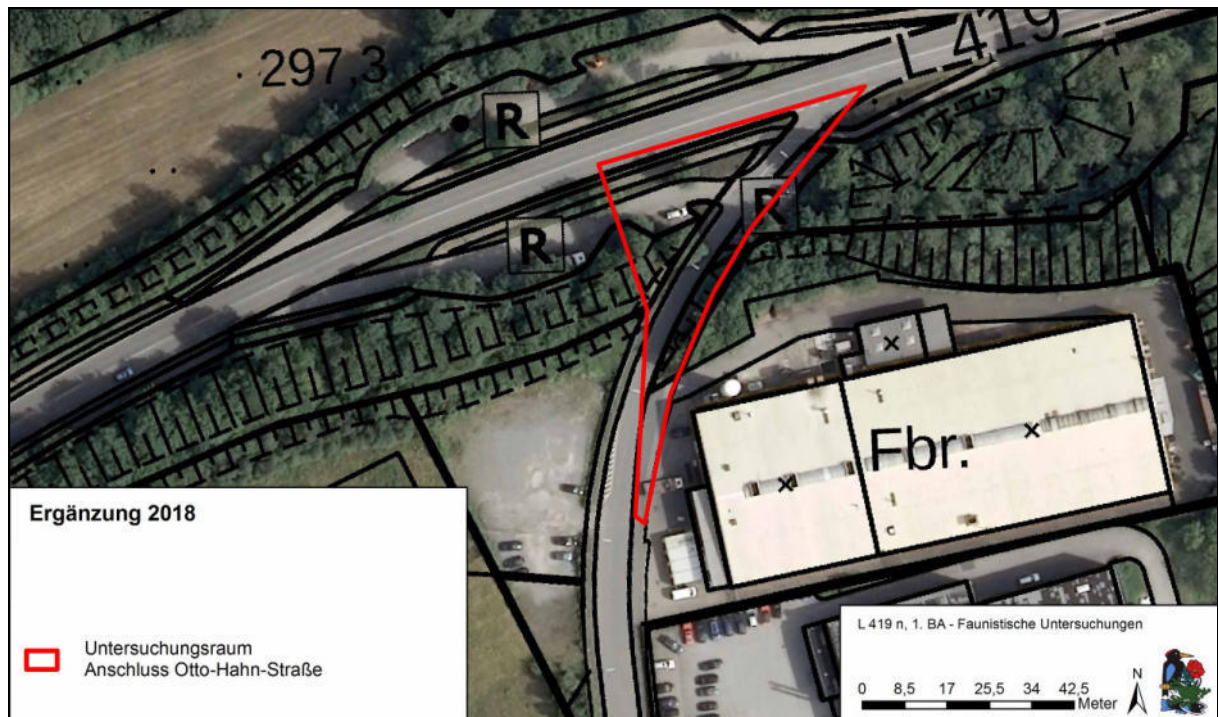 297,3
L 419
R
R
R
Fbr.
Ergänzung 2018
Untersuchungsraum
Anschluss Otto-Hahn-Straße
L 419 n, 1. BA - Faunistische Untersuchungen
0 8,5 17 25,5 34 42,5
Meter
N